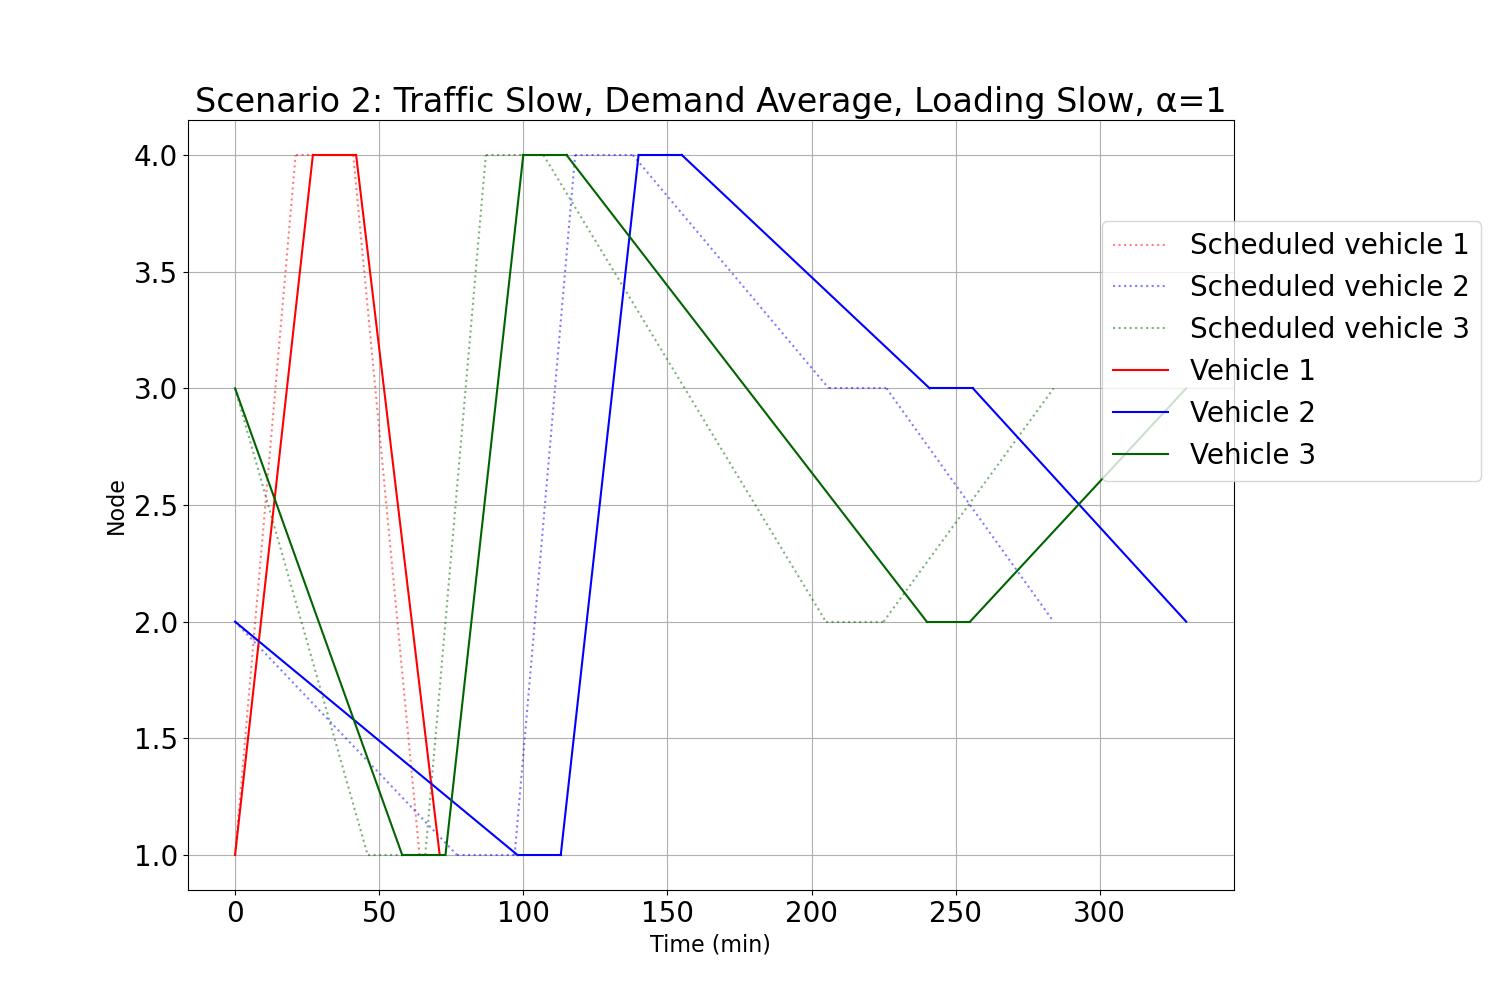 Scenario 2: Traffic Slow, Demand Average, Loading Slow, α=1
4.0
3.5
3.0
2.5
2.0
1.5
1.0
Node
0 50 100 150 200 250 300
Time (min)
Scheduled vehicle 1
Scheduled vehicle 2
Scheduled vehicle 3
Vehicle 1
Vehicle 2
Vehicle 3